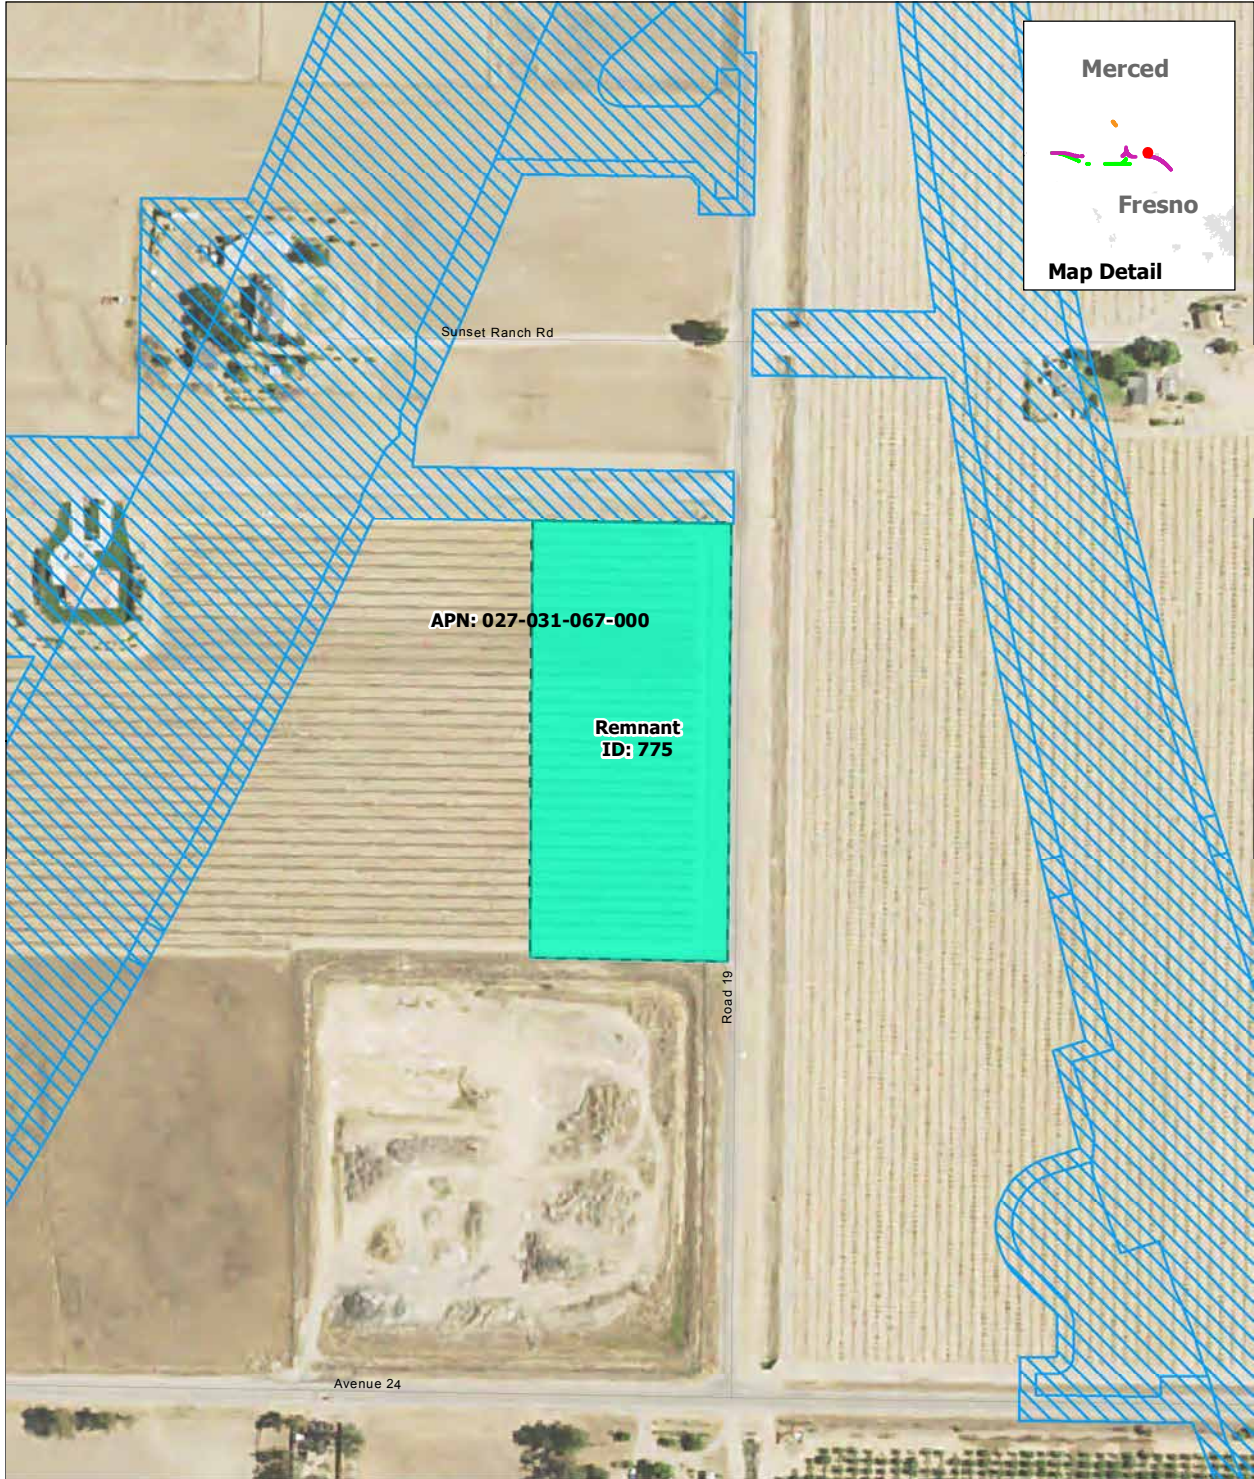 Merced
Fresno
Map Detail
Sunset Ranch Rd
APN: 027-031-067-000
Remnant
ID: 775
Road 19
Avenue 24